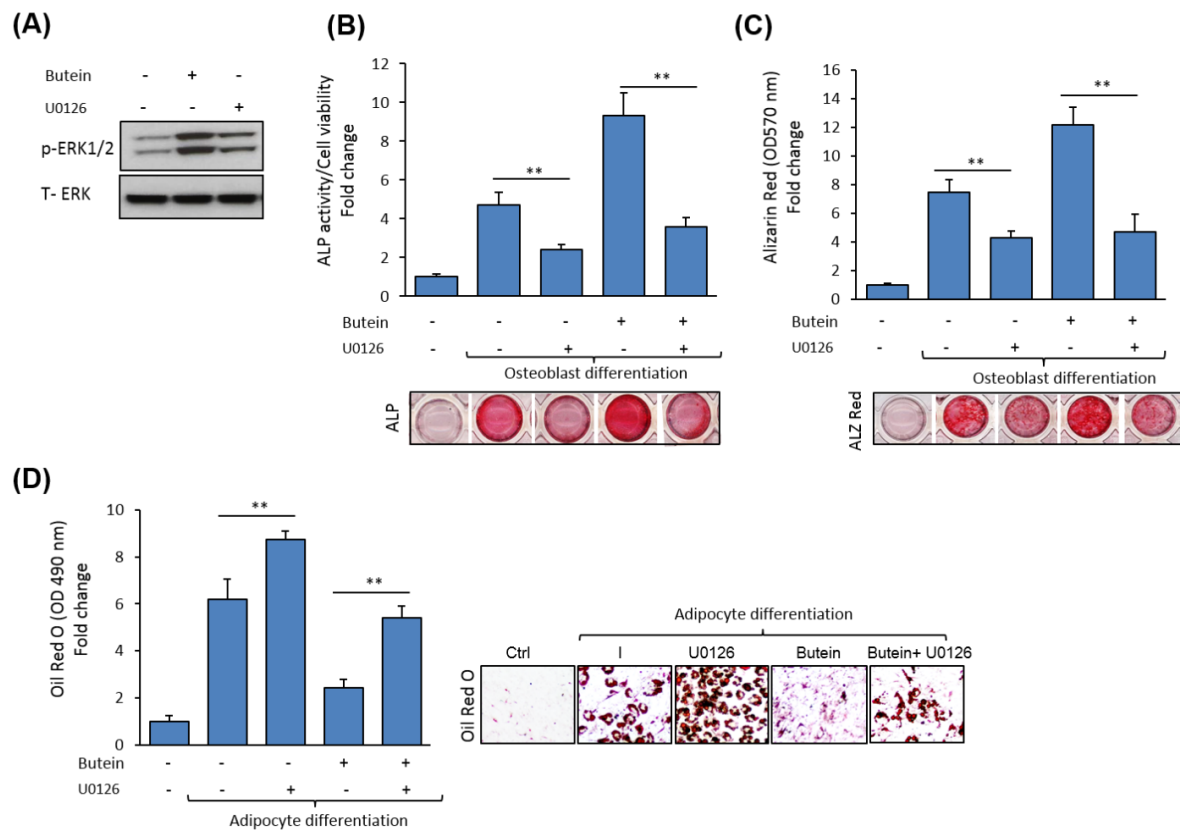 (A)
Butein - + -
U0126 - - +
p-ERK1/2
T- ERK
(B)
ALP activity/Cell viability
Fold change
12
10
8
6
4
2
0
**
**
Butein - - - + +
U0126 - - + - +
Osteoblast differentiation
ALP
(C)
Alizarin Red (OD570 nm)
Fold change
16
14
12
10
8
6
4
2
0
**
**
Butein - - - + +
U0126 - - + - +
Osteoblast differentiation
ALZ Red
(D)
Oil Red O (OD 490 nm)
Fold change
10
8
6
4
2
0
**
**
Butein - - - + +
U0126 - - + - +
Adipocyte differentiation
Adipocyte differentiation
Ctrl I U0126 Butein Butein+ U0126
Oil Red O